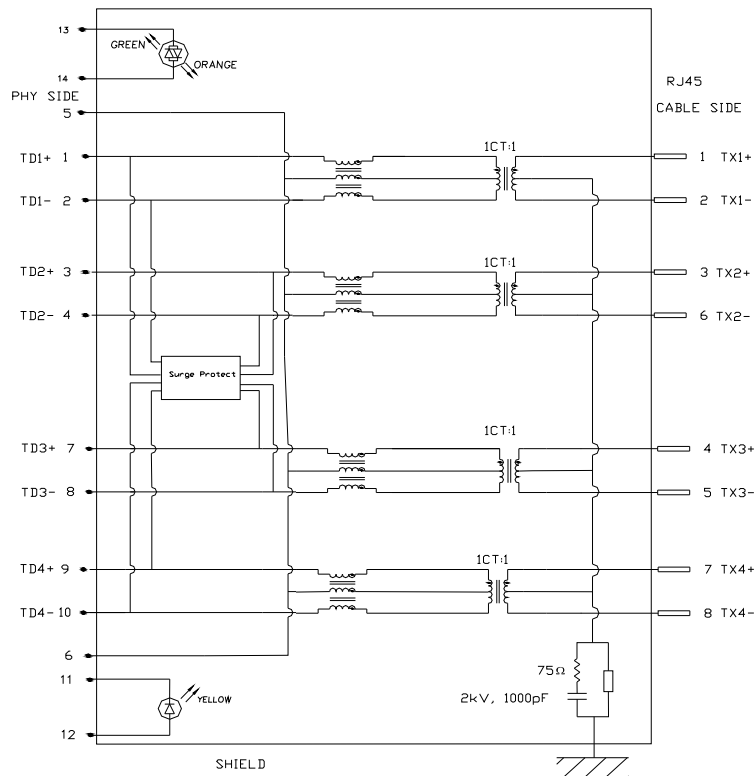 13
GREEN
ORANGE
14
PHY SIDE
RJ45
CABLE SIDE
5
1CT:1
TD1+ 1
1 TX1+
TD1- 2
2 TX1-
1CT:1
TD2+ 3
3 TX2+
TD2- 4
6 TX2-
Surge Protect
1CT:1
TD3+ 7
4 TX3+
TD3- 8
5 TX3-
1CT:1
TD4+ 9
7 TX4+
TD4- 10
8 TX4-
6
75Ω
11
YELLOW
2kV, 1000pF
12
SHIELD